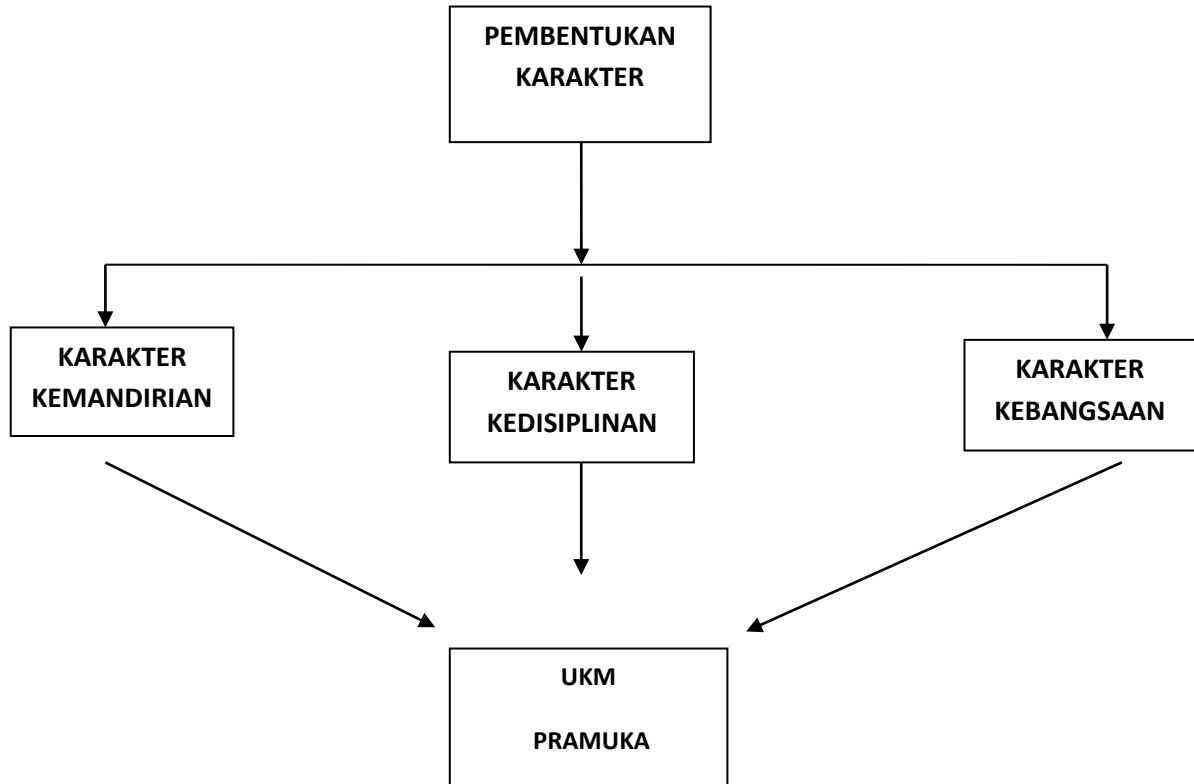 PEMBENTUKAN
KARAKTER
KARAKTER
KEMANDIRIAN
KARAKTER
KEDISIPLINAN
KARAKTER
KEBANGSAAN
UKM
PRAMUKA